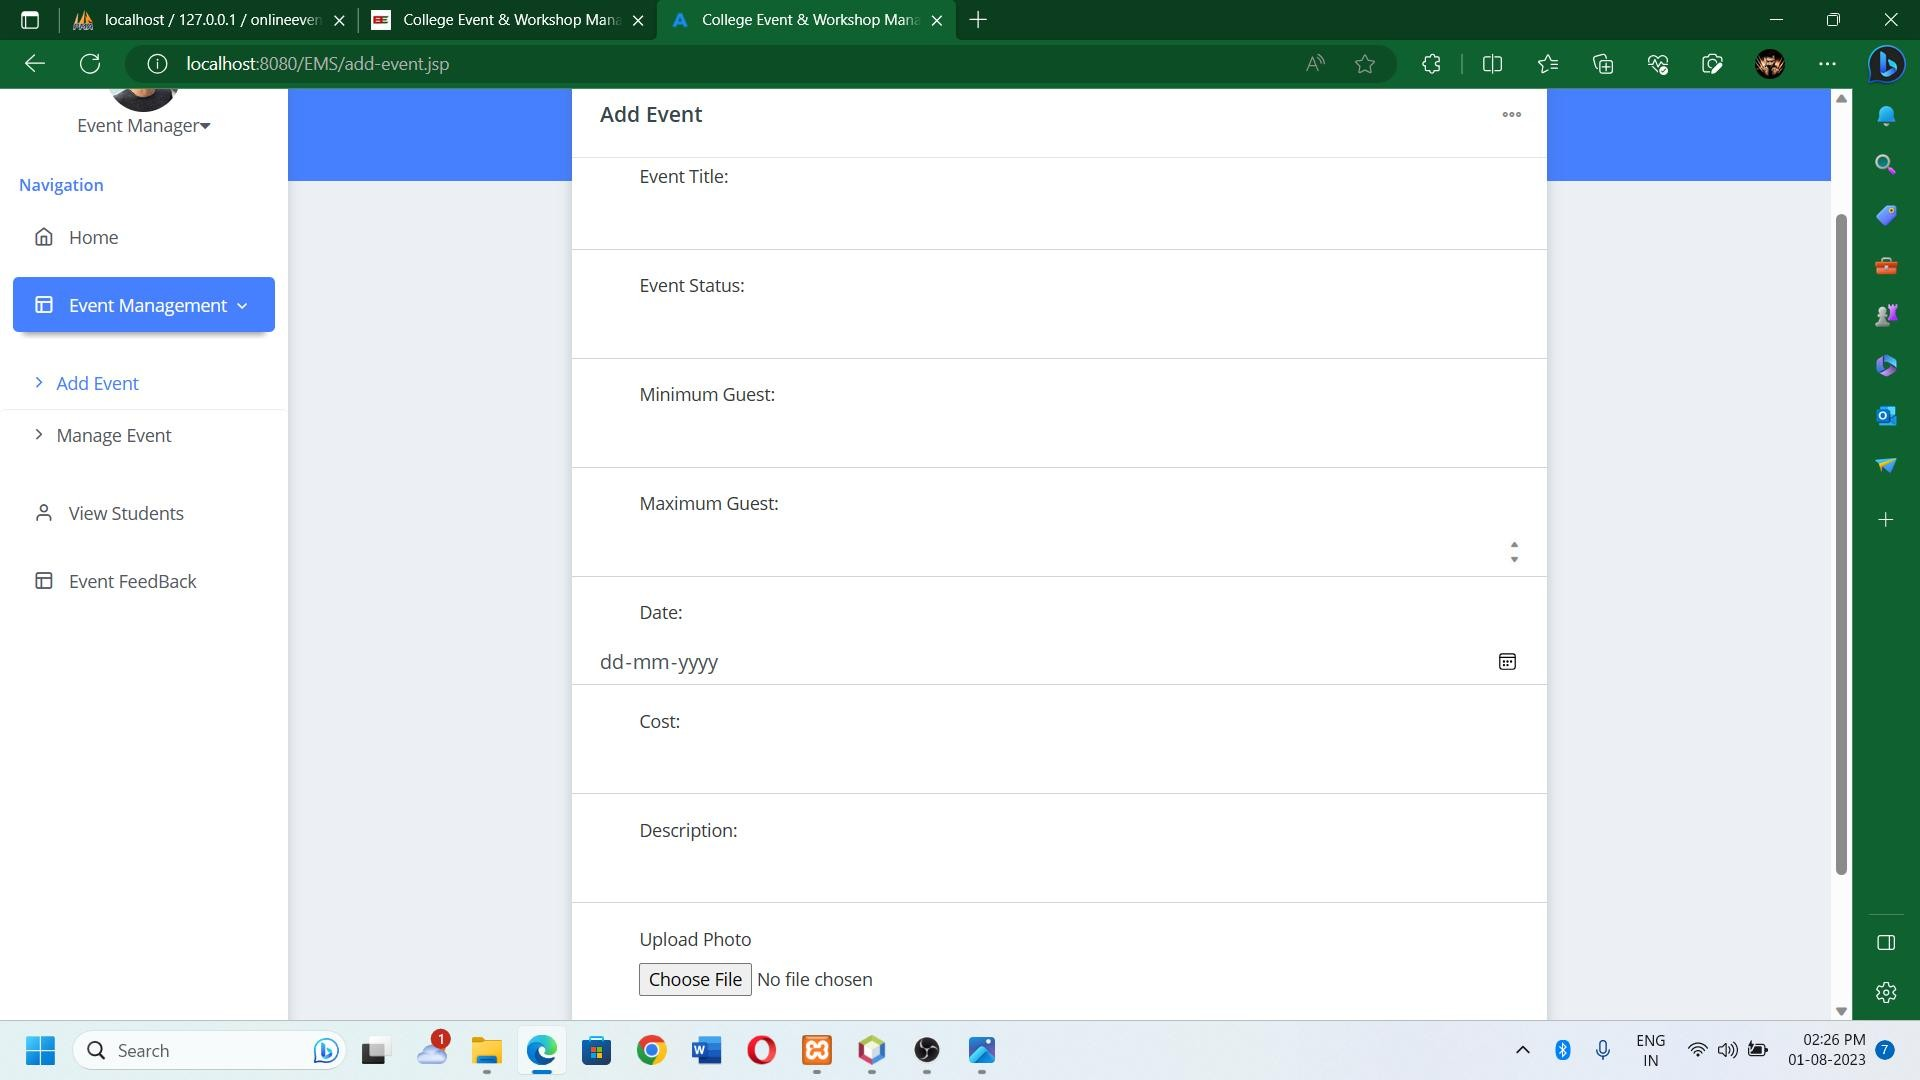 localhost / 127.0.0.1 / onlineeven
College Event & Workshop Mana
College Event & Workshop Mana
localhost:8080/EMS/add-event.jsp
Event Manager
Navigation
Home
Event Management
Add Event
Manage Event
View Students
Event FeedBack
Add Event
Event Title:
Event Status:
Minimum Guest:
Maximum Guest:
Date:
dd-mm-yyyy
Cost:
Description:
Upload Photo
Choose File No file chosen
Search
1
ENG
IN
02:26 PM
01-08-2023
7